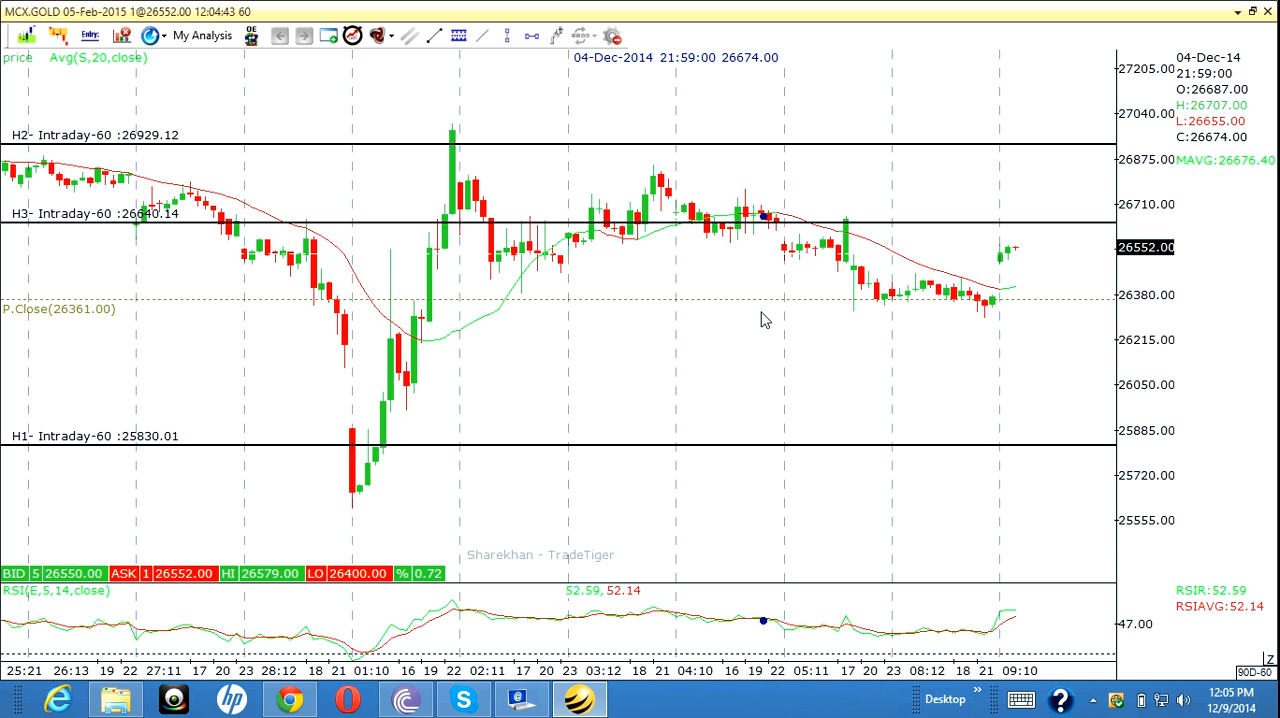 MCX.GOLD 05-Feb-2015 1@26552.00 12:04:43 60
Entry:
My Analysis
OE
price Avg(S,20,close)
04-Dec-2014 21:59:00 26674.00
27205.00
27040.00
26875.00
26710.00
26552.00
26380.00
26215.00
26050.00
25885.00
25720.00
25555.00
04-Dec-14
21:59:00
O:26687.00
H:26707.00
L:26655.00
C:26674.00
MAVG:26676.40
H2- Intraday-60 :26929.12
H3- Intraday-60 :26640.14
P.Close(26361.00)
H1- Intraday-60 :25830.01
Sharekhan - TradeTiger
BID 5 26550.00 ASK 1 26552.00 HI 26579.00 LO 26400.00 % 0.72
RSI(E,5,14,close)
52.59, 52.14
RSIR:52.59
RSIAVG:52.14
47.00
25:21 26:13 19 22 27:11 17 20 23 28:12 18 21 01:10 16 19 22 02:11 17 20 23 03:12 18 21 04:10 16 19 22 05:11 17 20 23 08:12 18 21 09:10
Z
90D-60
Desktop
12:05 PM
12/9/2014